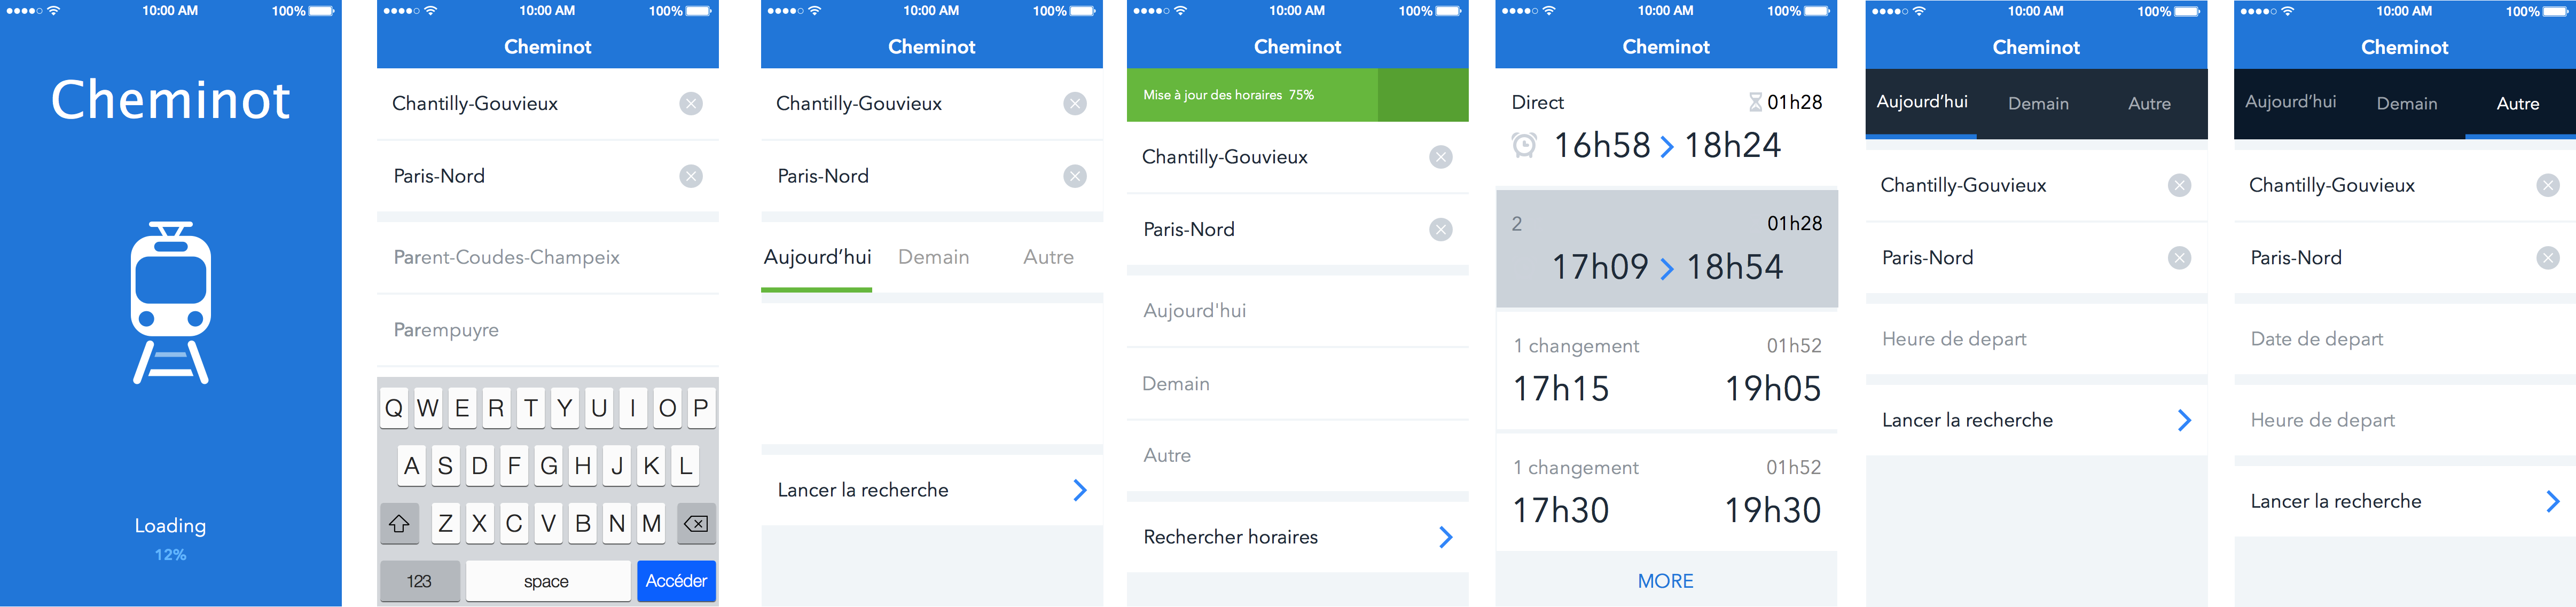 10:00 AM 100%
Cheminot
Loading
12%
10:00 AM 100%
Cheminot
Chantilly-Gouvieux
Paris-Nord
Parent-Coudes-Champeix
Parempuyre
Q W E R T Y U I O P
A S D F G H J K L
Z X C V B N M
123 space Accéder
10:00 AM 100%
Cheminot
Chantilly-Gouvieux
Paris-Nord
Aujourd’hui Demain Autre
Lancer la recherche
10:00 AM 100%
Cheminot
Mise à jour des horaires 75%
Chantilly-Gouvieux
Paris-Nord
Aujourd'hui
Demain
Autre
Rechercher horaires
10:00 AM 100%
Cheminot
Direct 01h28
16h58 > 18h24
2 01h28
17h09 > 18h54
1 changement 01h52
17h15 19h05
1 changement 01h52
17h30 19h30
MORE
10:00 AM 100%
Cheminot
Aujourd’hui Demain Autre
Chantilly-Gouvieux
Paris-Nord
Heure de depart
Lancer la recherche
10:00 AM 100%
Cheminot
Aujourd’hui Demain Autre
Chantilly-Gouvieux
Paris-Nord
Date de depart
Heure de depart
Lancer la recherche